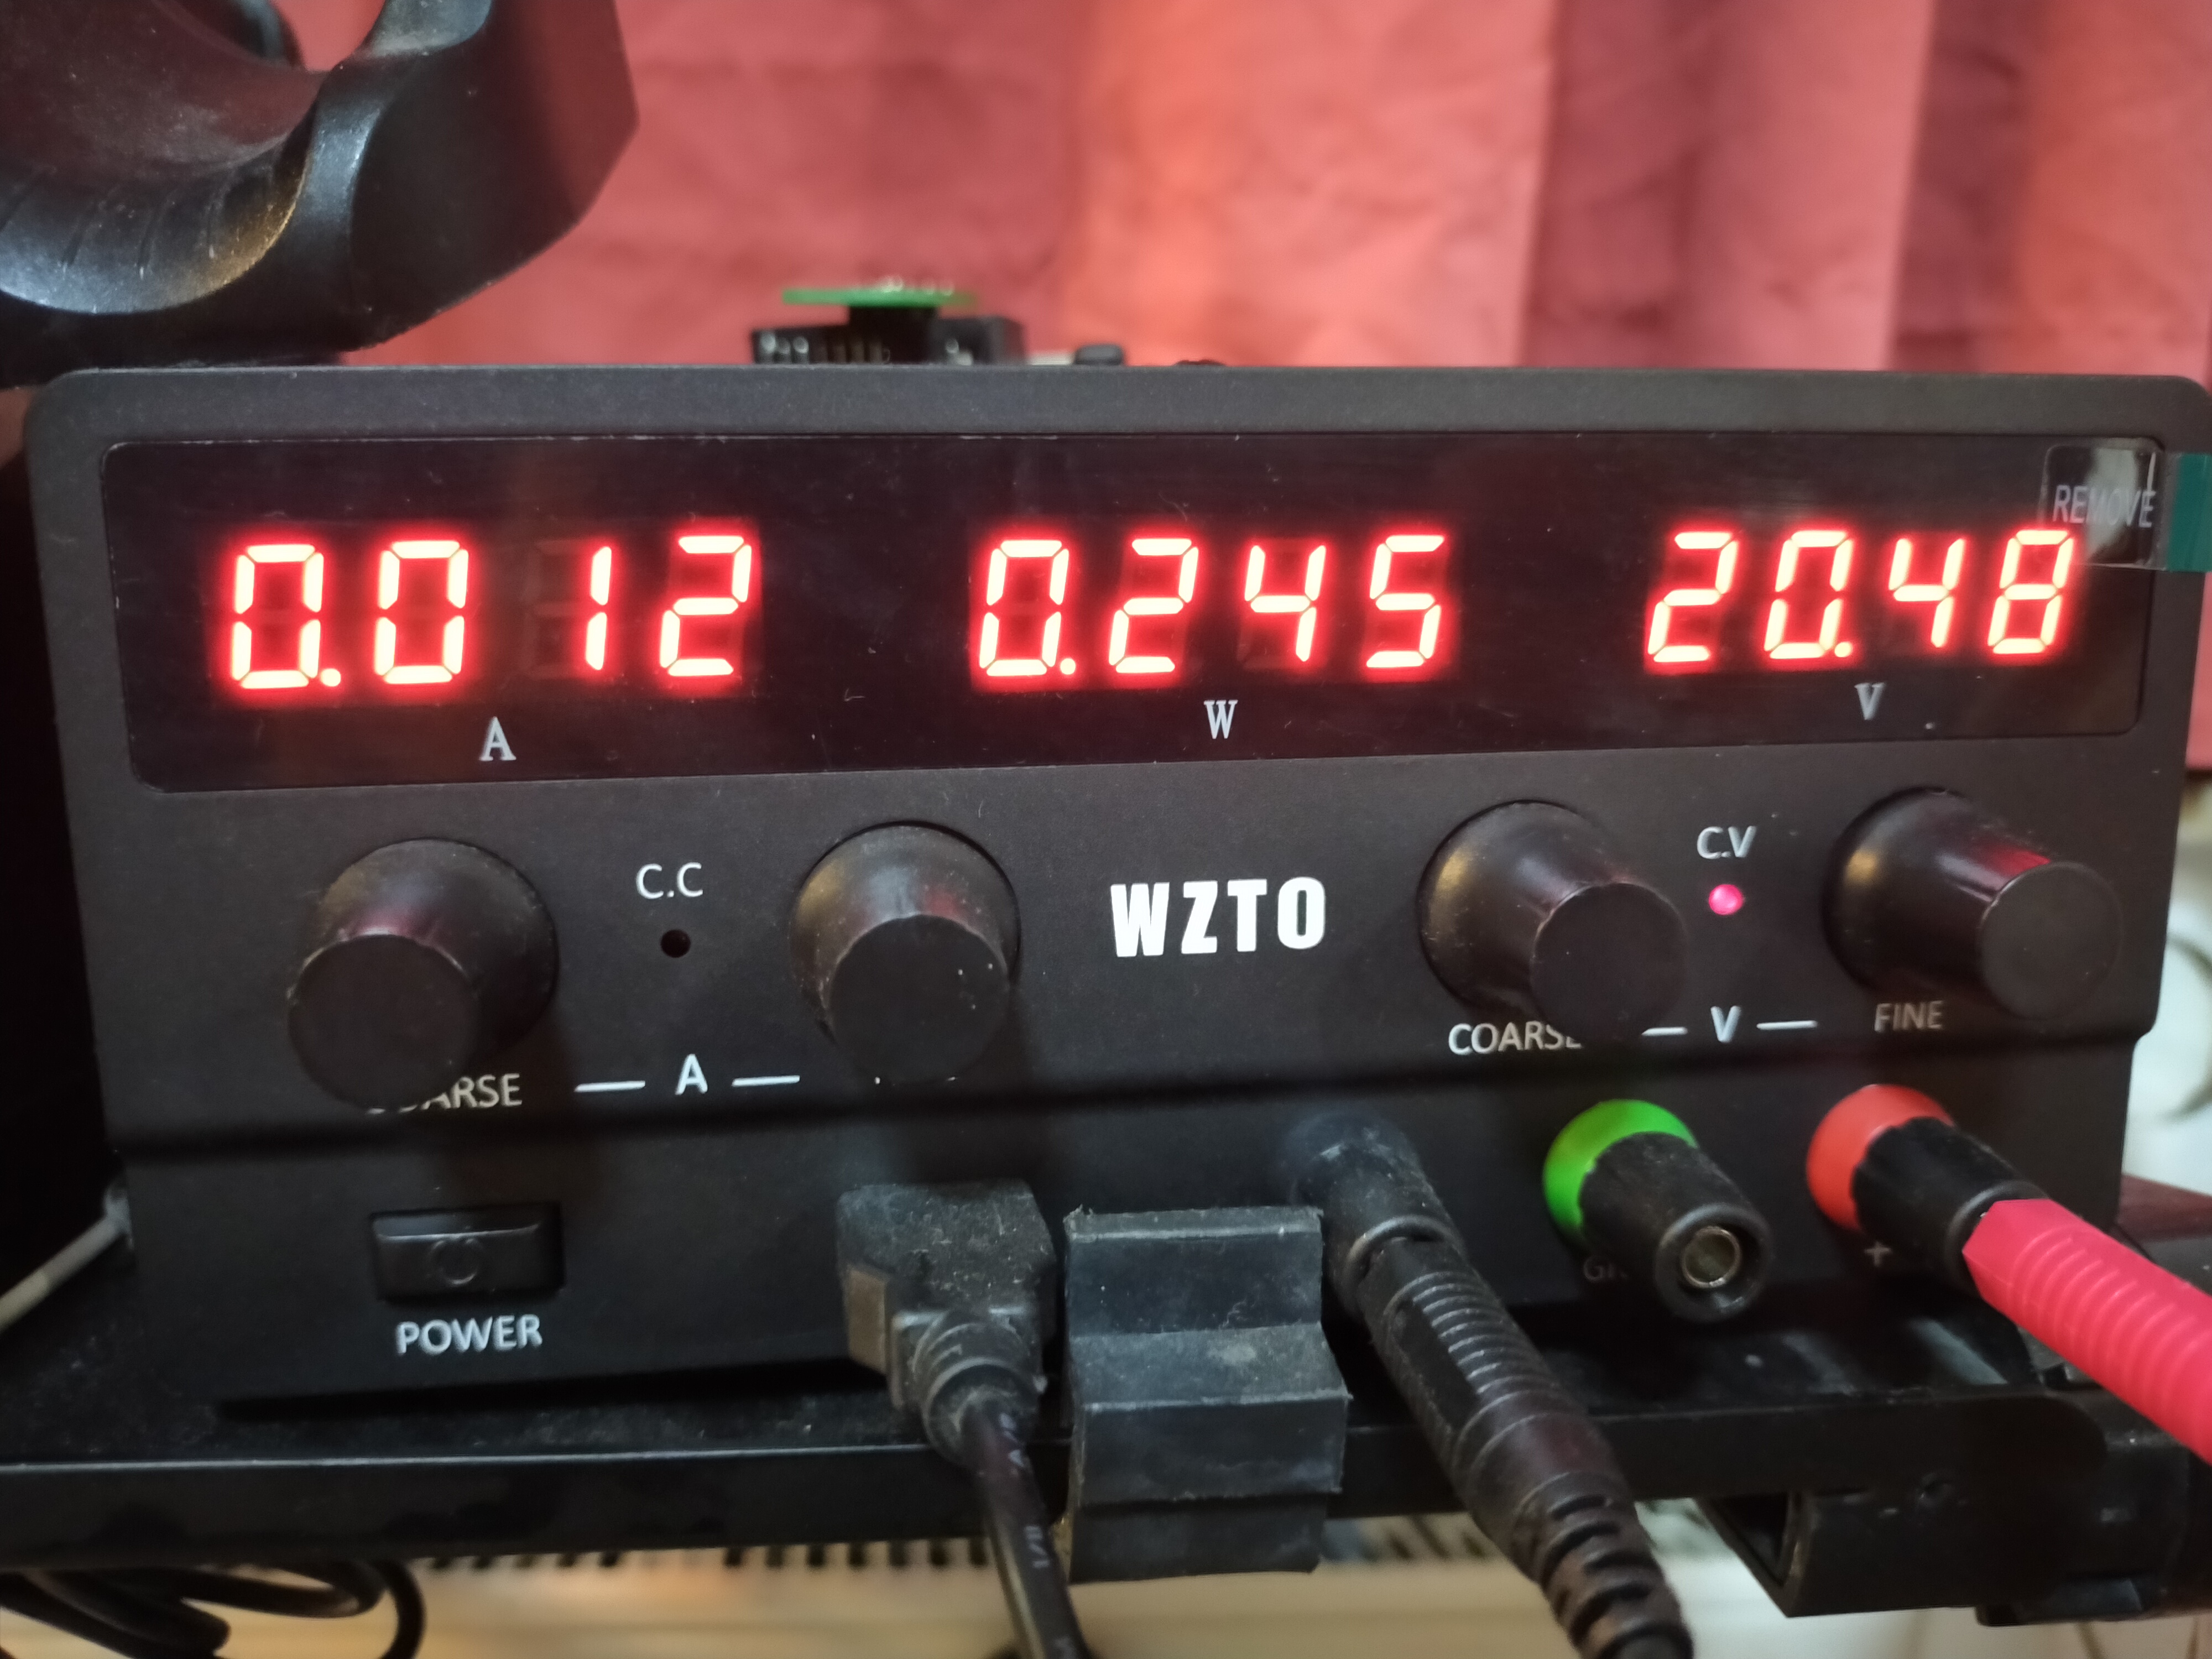 REMOVE
0.012 0.245 20.48
A W V
C.C WZTO C.V
COARSE — V — FINE
COARSE — A —
+
POWER